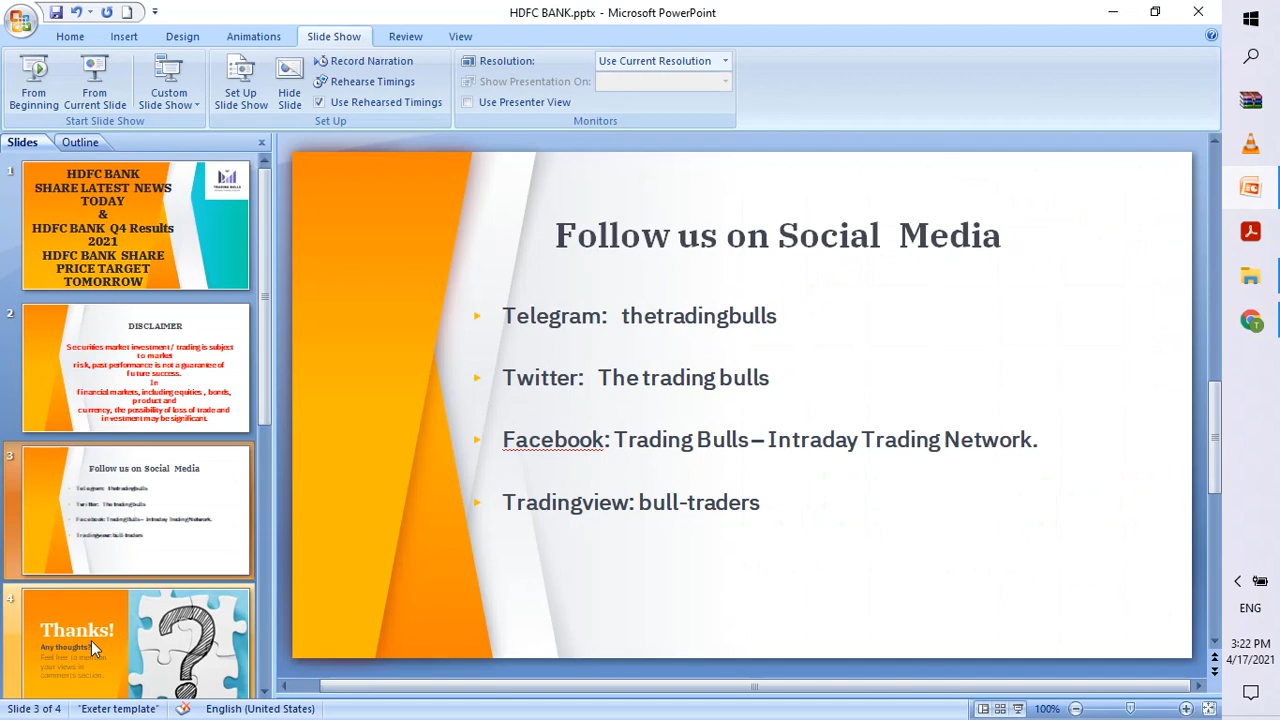 HDFC BANK.pptx - Microsoft PowerPoint
Home Insert Design Animations Slide Show Review View
From Beginning
From Current Slide
Custom Slide Show
Start Slide Show
Set Up Slide Show
Hide Slide
Record Narration
Rehearse Timings
Use Rehearsed Timings
Set Up
Resolution: Use Current Resolution
Show Presentation On:
Use Presenter View
Monitors
Slides Outline
1
HDFC BANK
SHARE LATEST NEWS
TODAY
&
HDFC BANK Q4 Results
2021
HDFC BANK SHARE
PRICE TARGET
TOMORROW
TRADING BULLS
2
DISCLAIMER
Securities market investment / trading is subject
to market
risk, past performance is not a guarantee of
future success.
In
financial markets, including equities , bonds,
product and
currency, the possibility of loss of trade and
investment may be significant.
3
Follow us on Social Media
Telegram: thetradingbulls
Twitter: The trading bulls
Facebook: Trading Bulls – Intraday Trading Network.
Tradingview: bull-traders
4
Thanks!
Any thoughts?
Feel free to mention
your views in
comments section.
Follow us on Social Media
Telegram: thetradingbulls
Twitter: The trading bulls
Facebook: Trading Bulls – Intraday Trading Network.
Tradingview: bull-traders
Slide 3 of 4 "Exeter template" English (United States) 100%
ENG
3:22 PM
4/17/2021